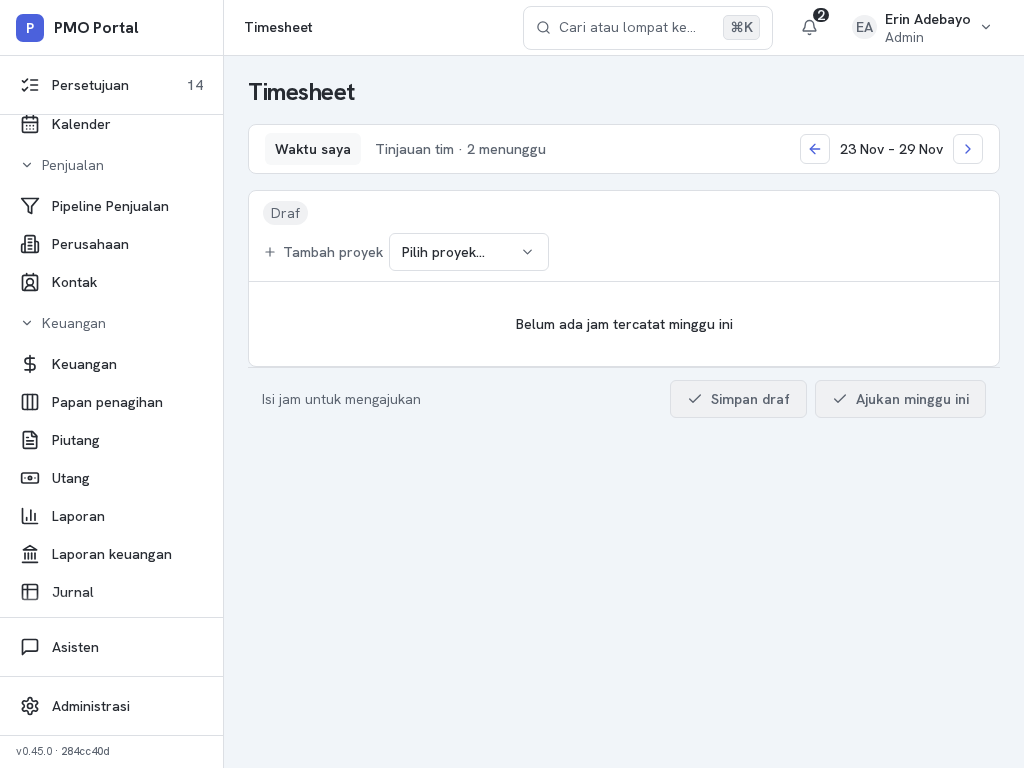 P PMO Portal
Timesheet
Cari atau lompat ke... ⌘K
2
EA
Erin Adebayo
Admin
Persetujuan 14
Kalender
Penjualan
Pipeline Penjualan
Perusahaan
Kontak
Keuangan
Keuangan
Papan penagihan
Piutang
Utang
Laporan
Laporan keuangan
Jurnal
Asisten
Administrasi
v0.45.0 · 284cc40d
Timesheet
Waktu saya Tinjauan tim · 2 menunggu 23 Nov – 29 Nov
Draf
Tambah proyek Pilih proyek...
Belum ada jam tercatat minggu ini
Isi jam untuk mengajukan Simpan draf Ajukan minggu ini